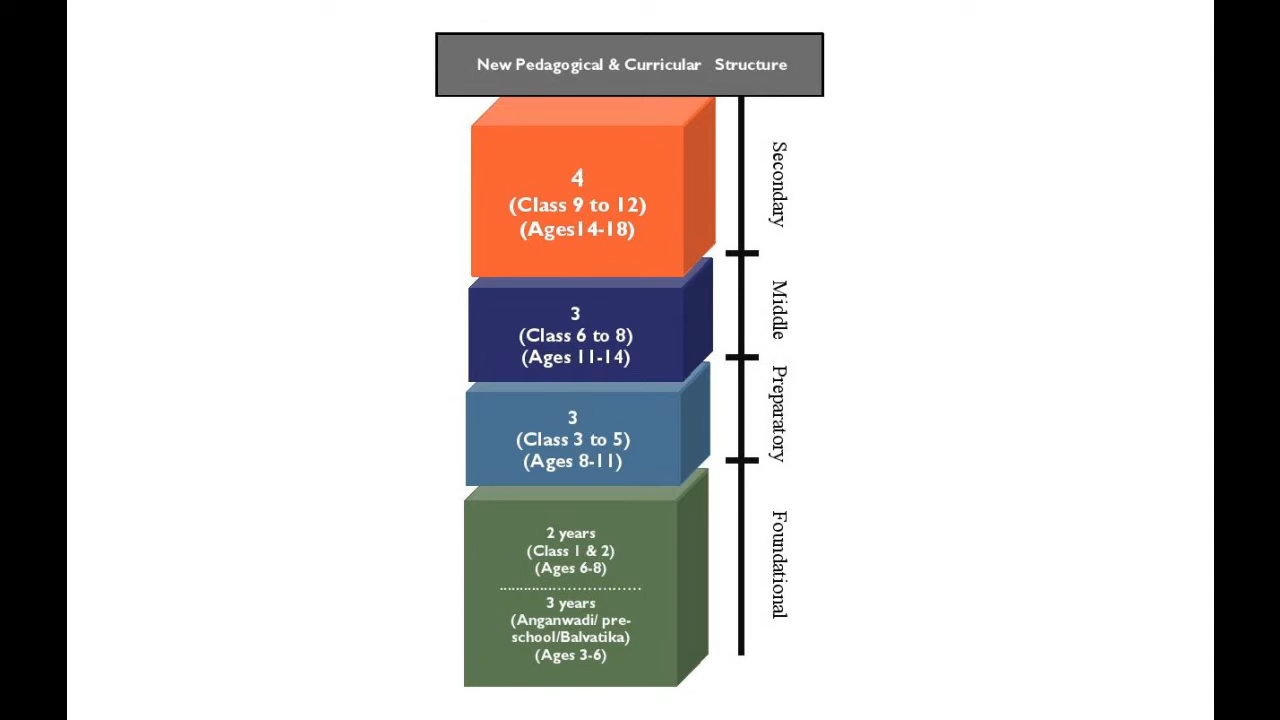 New Pedagogical & Curricular Structure
4
(Class 9 to 12)
(Ages14-18)
Secondary
3
(Class 6 to 8)
(Ages 11-14)
Middle
3
(Class 3 to 5)
(Ages 8-11)
Preparatory
2 years
(Class 1 & 2)
(Ages 6-8)
3 years
(Anganwadi/ pre-
school/Balvatika)
(Ages 3-6)
Foundational